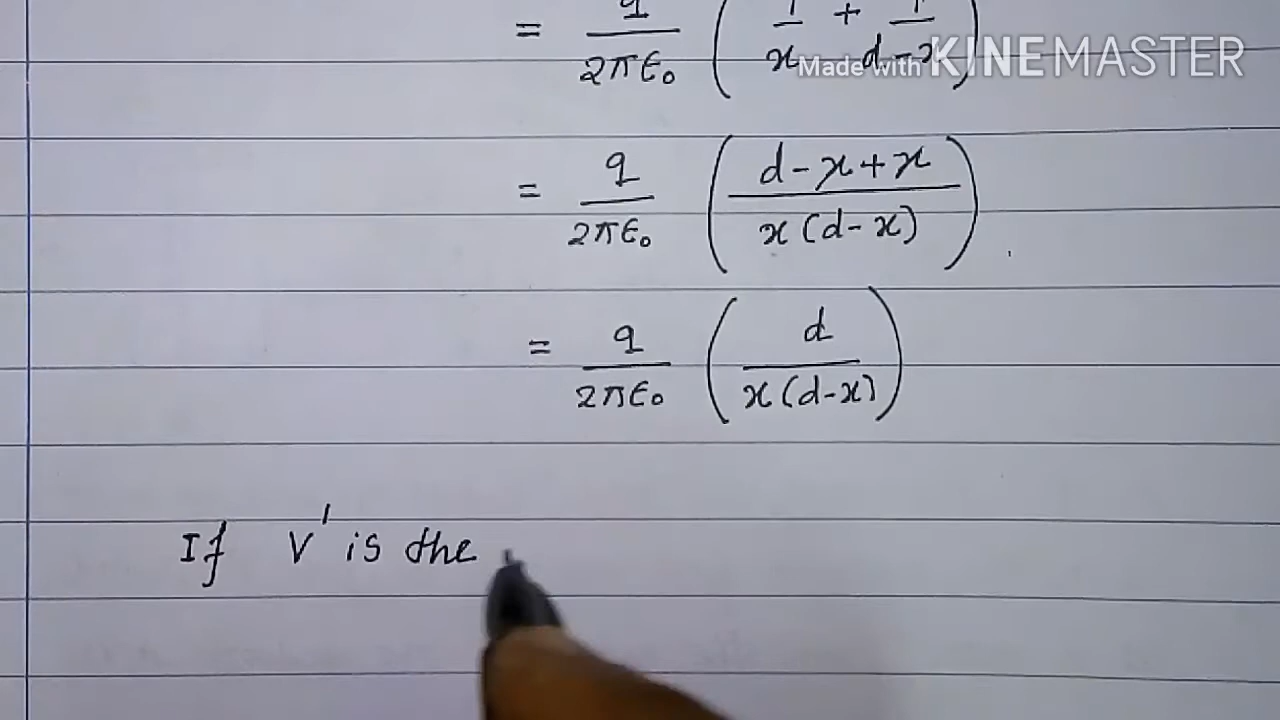 = q / 2πε₀ ( 1/x + 1/d-x )
Made with KINEMASTER
= q / 2πε₀ ( d-x+x / x(d-x) )
= q / 2πε₀ ( d / x(d-x) )
If V' is the